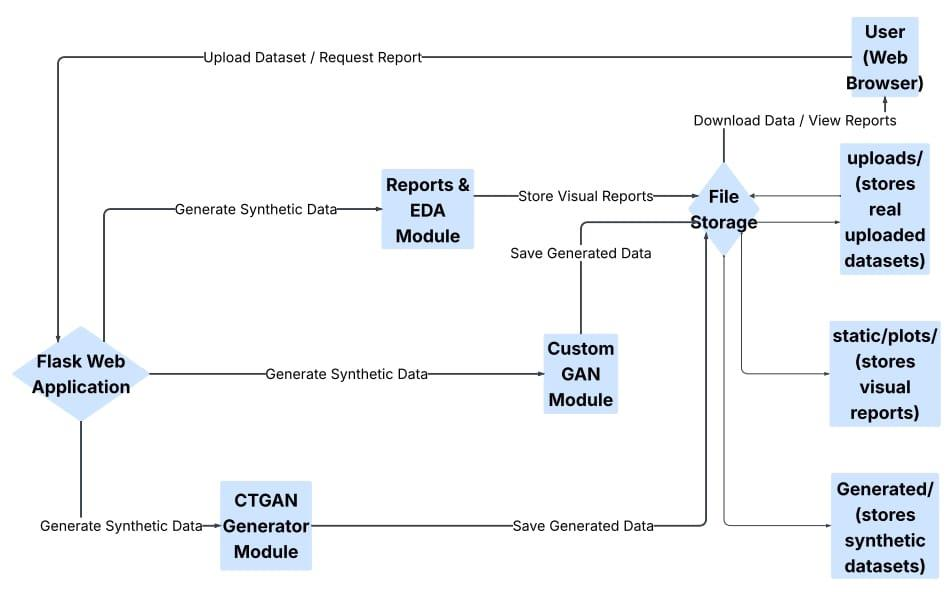 User
(Web
Browser)
Upload Dataset / Request Report
Download Data / View Reports
uploads/
(stores
real
uploaded
datasets)
Reports &
EDA
Module
Generate Synthetic Data
Store Visual Reports
File
Storage
Save Generated Data
static/plots/
(stores
visual
reports)
Flask Web
Application
Generate Synthetic Data
Custom
GAN
Module
Generated/
(stores
synthetic
datasets)
CTGAN
Generator
Module
Generate Synthetic Data
Save Generated Data